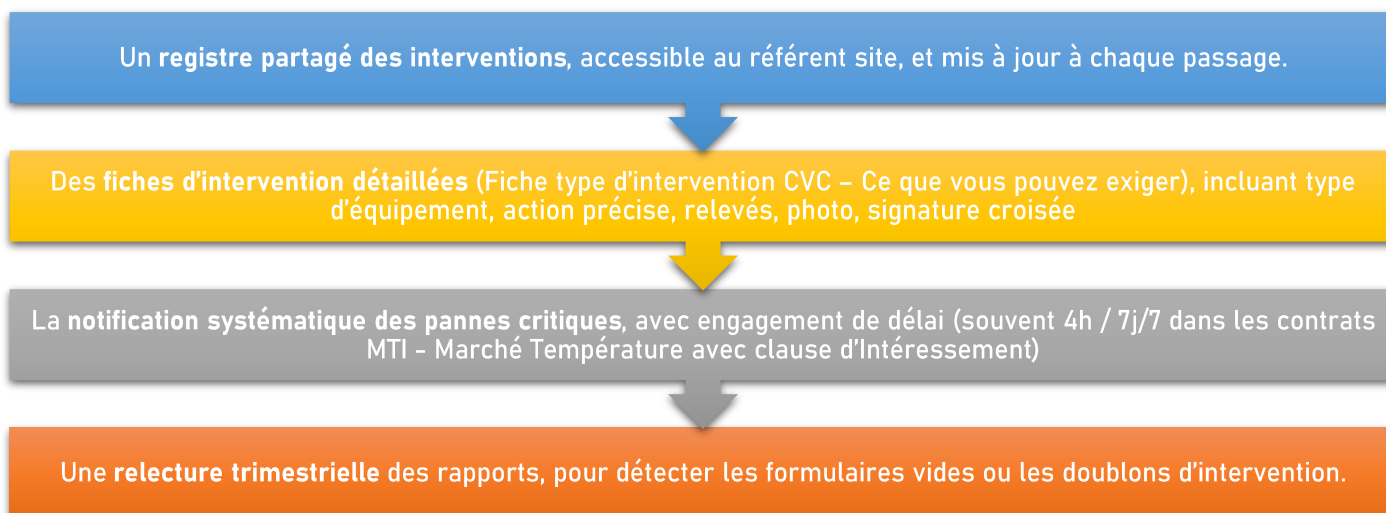 Un registre partagé des interventions, accessible au référent site, et mis à jour à chaque passage.
Des fiches d'intervention détaillées (Fiche type d'intervention CVC – Ce que vous pouvez exiger), incluant type
d'équipement, action précise, relevés, photo, signature croisée
La notification systématique des pannes critiques, avec engagement de délai (souvent 4h / 7j/7 dans les contrats
MTI - Marché Température avec clause d'Intéressement)
Une relecture trimestrielle des rapports, pour détecter les formulaires vides ou les doublons d'intervention.